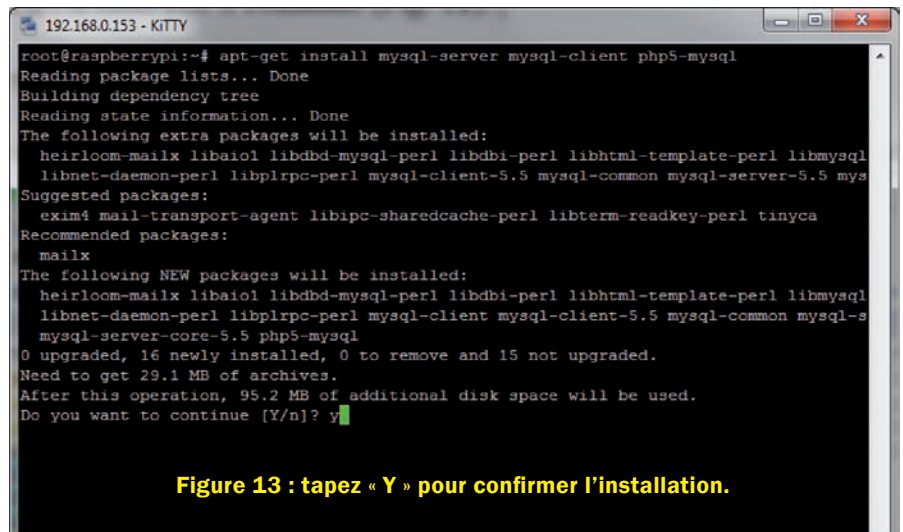 192.168.0.153 - KiTTY
root@raspberrypi:~# apt-get install mysql-server mysql-client php5-mysql
Reading package lists... Done
Building dependency tree
Reading state information... Done
The following extra packages will be installed:
  heirloom-mailx libaio1 libdbd-mysql-perl libdbi-perl libhtml-template-perl libmysql
  libnet-daemon-perl libplrpc-perl mysql-client-5.5 mysql-common mysql-server-5.5 mys
Suggested packages:
  exim4 mail-transport-agent libipc-sharedcache-perl libterm-readkey-perl tinyca
Recommended packages:
  mailx
The following NEW packages will be installed:
  heirloom-mailx libaio1 libdbd-mysql-perl libdbi-perl libhtml-template-perl libmysql
  libnet-daemon-perl libplrpc-perl mysql-client mysql-client-5.5 mysql-common mysql-s
  mysql-server-core-5.5 php5-mysql
0 upgraded, 16 newly installed, 0 to remove and 15 not upgraded.
Need to get 29.1 MB of archives.
After this operation, 95.2 MB of additional disk space will be used.
Do you want to continue [Y/n]? y
Figure 13 : tapez « Y » pour confirmer l'installation.